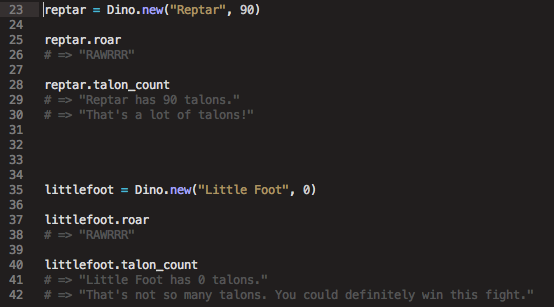 23 reptar = Dino.new("Reptar", 90)
24
25 reptar.roar
26 # => "RAWRRR"
27
28 reptar.talon_count
29 # => "Reptar has 90 talons."
30 # => "That's a lot of talons!"
31
32
33
34
35 littlefoot = Dino.new("Little Foot", 0)
36
37 littlefoot.roar
38 # => "RAWRRR"
39
40 littlefoot.talon_count
41 # => "Little Foot has 0 talons."
42 # => "That's not so many talons. You could definitely win this fight."